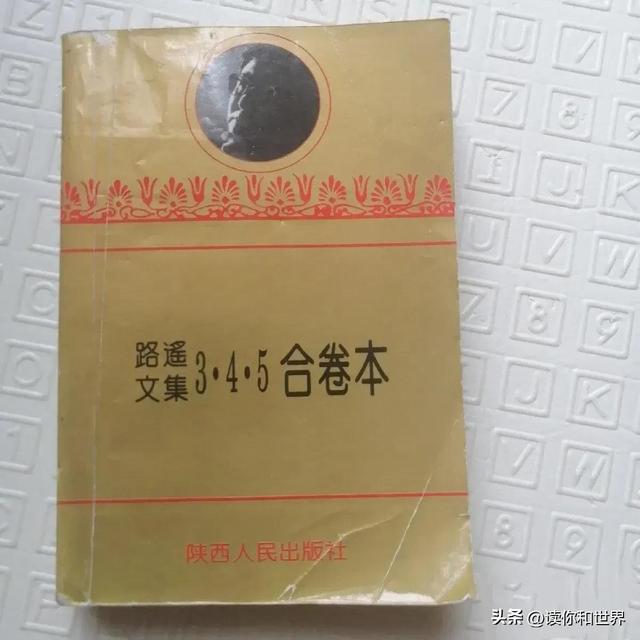 路遥
文集
3·4·5 合卷本
陕西人民出版社
头条 @读你和世界